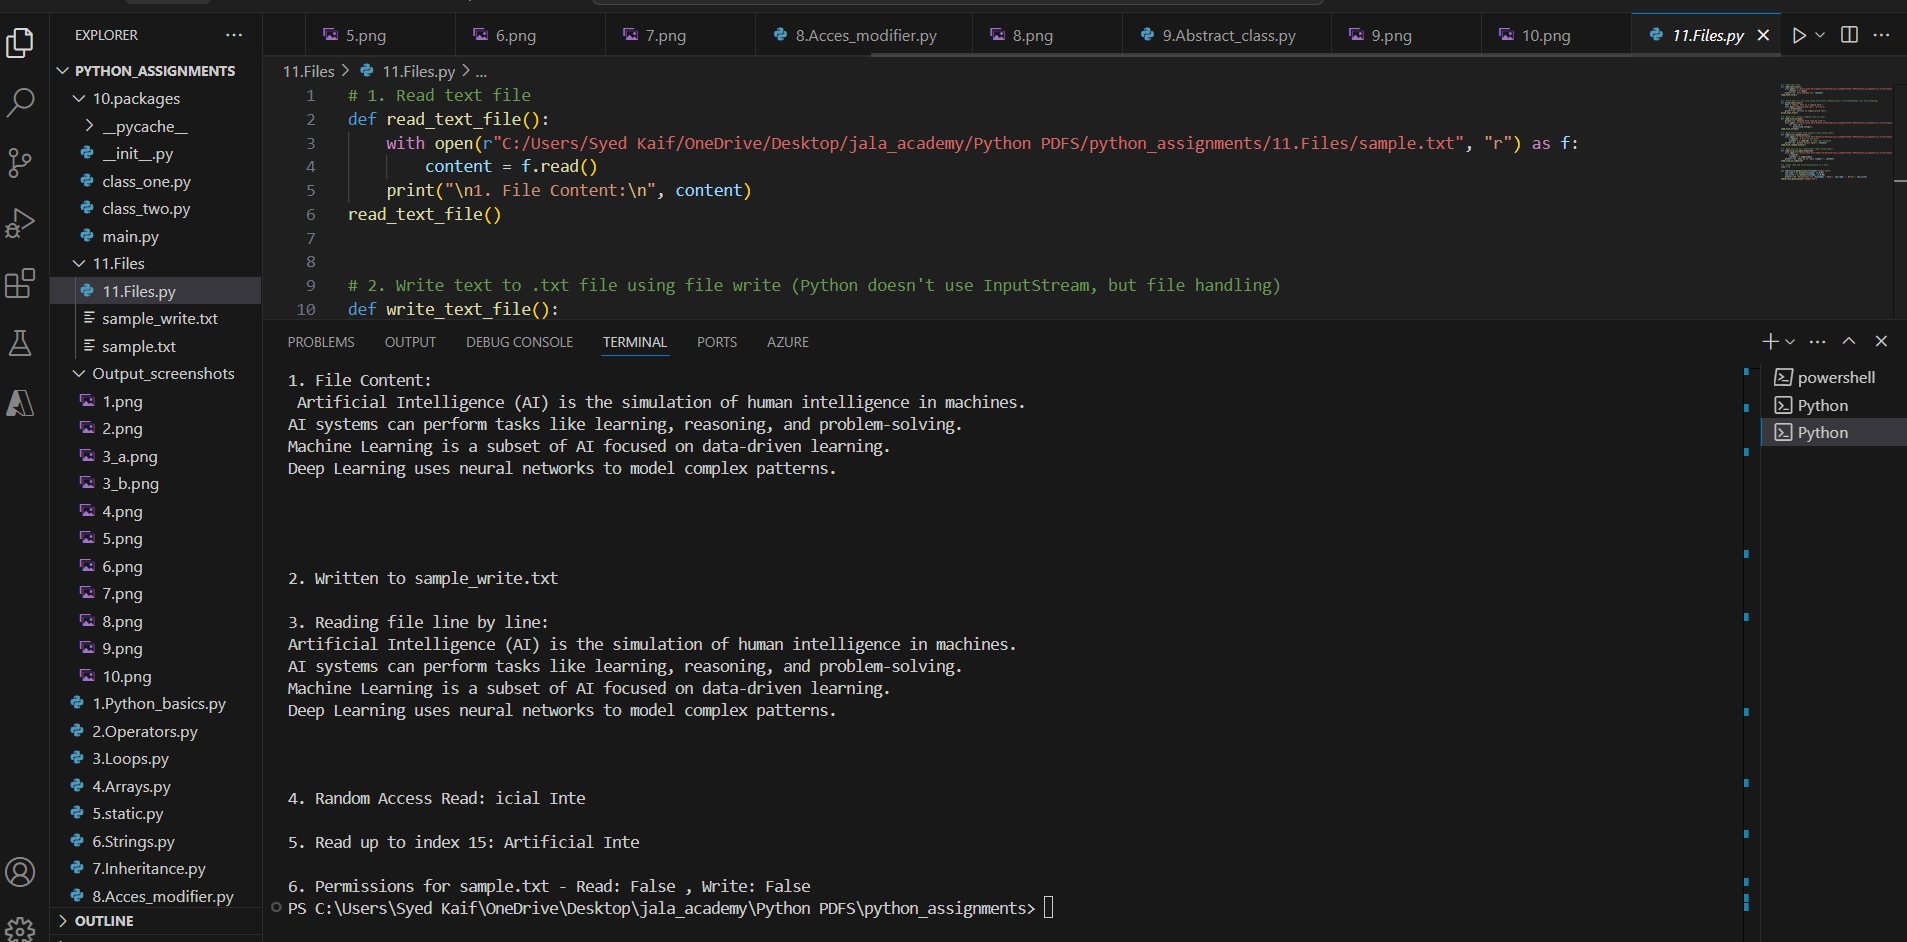 EXPLORER
PYTHON_ASSIGNMENTS
10.packages
__pycache__
__init__.py
class_one.py
class_two.py
main.py
11.Files
11.Files.py
sample_write.txt
sample.txt
Output_screenshots
1.png
2.png
3_a.png
3_b.png
4.png
5.png
6.png
7.png
8.png
9.png
10.png
1.Python_basics.py
2.Operators.py
3.Loops.py
4.Arrays.py
5.static.py
6.Strings.py
7.Inheritance.py
8.Acces_modifier.py
OUTLINE
5.png 6.png 7.png 8.Acces_modifier.py 8.png 9.Abstract_class.py 9.png 10.png 11.Files.py
11.Files > 11.Files.py > ...
1 # 1. Read text file
2 def read_text_file():
3 with open(r"C:/Users/Syed Kaif/OneDrive/Desktop/jala_academy/Python PDFS/python_assignments/11.Files/sample.txt", "r") as f:
4 content = f.read()
5 print("\n1. File Content:\n", content)
6 read_text_file()
7
8
9 # 2. Write text to .txt file using file write (Python doesn't use InputStream, but file handling)
10 def write_text_file():
PROBLEMS OUTPUT DEBUG CONSOLE TERMINAL PORTS AZURE
1. File Content:
Artificial Intelligence (AI) is the simulation of human intelligence in machines.
AI systems can perform tasks like learning, reasoning, and problem-solving.
Machine Learning is a subset of AI focused on data-driven learning.
Deep Learning uses neural networks to model complex patterns.
2. Written to sample_write.txt
3. Reading file line by line:
Artificial Intelligence (AI) is the simulation of human intelligence in machines.
AI systems can perform tasks like learning, reasoning, and problem-solving.
Machine Learning is a subset of AI focused on data-driven learning.
Deep Learning uses neural networks to model complex patterns.
4. Random Access Read: icial Inte
5. Read up to index 15: Artificial Inte
6. Permissions for sample.txt - Read: False , Write: False
PS C:\Users\Syed Kaif\OneDrive\Desktop\jala_academy\Python PDFS\python_assignments>
powershell
Python
Python